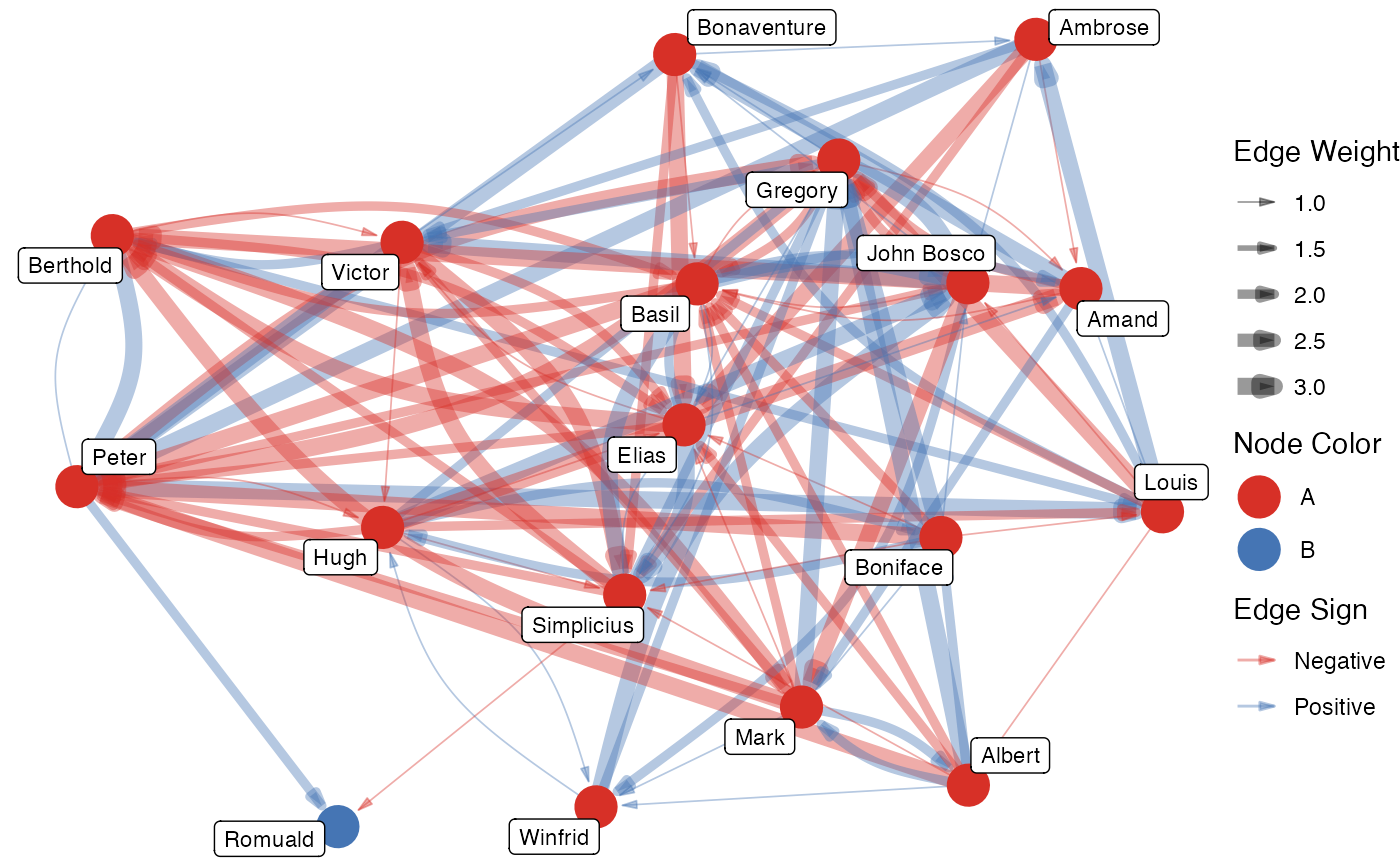 Bonaventure
Ambrose
Gregory
John Bosco
Berthold
Victor
Basil
Amand
Peter
Elias
Louis
Hugh
Boniface
Simplicius
Mark
Albert
Romuald
Winfrid
Edge Weight
1.0
1.5
2.0
2.5
3.0
Node Color
A
B
Edge Sign
Negative
Positive